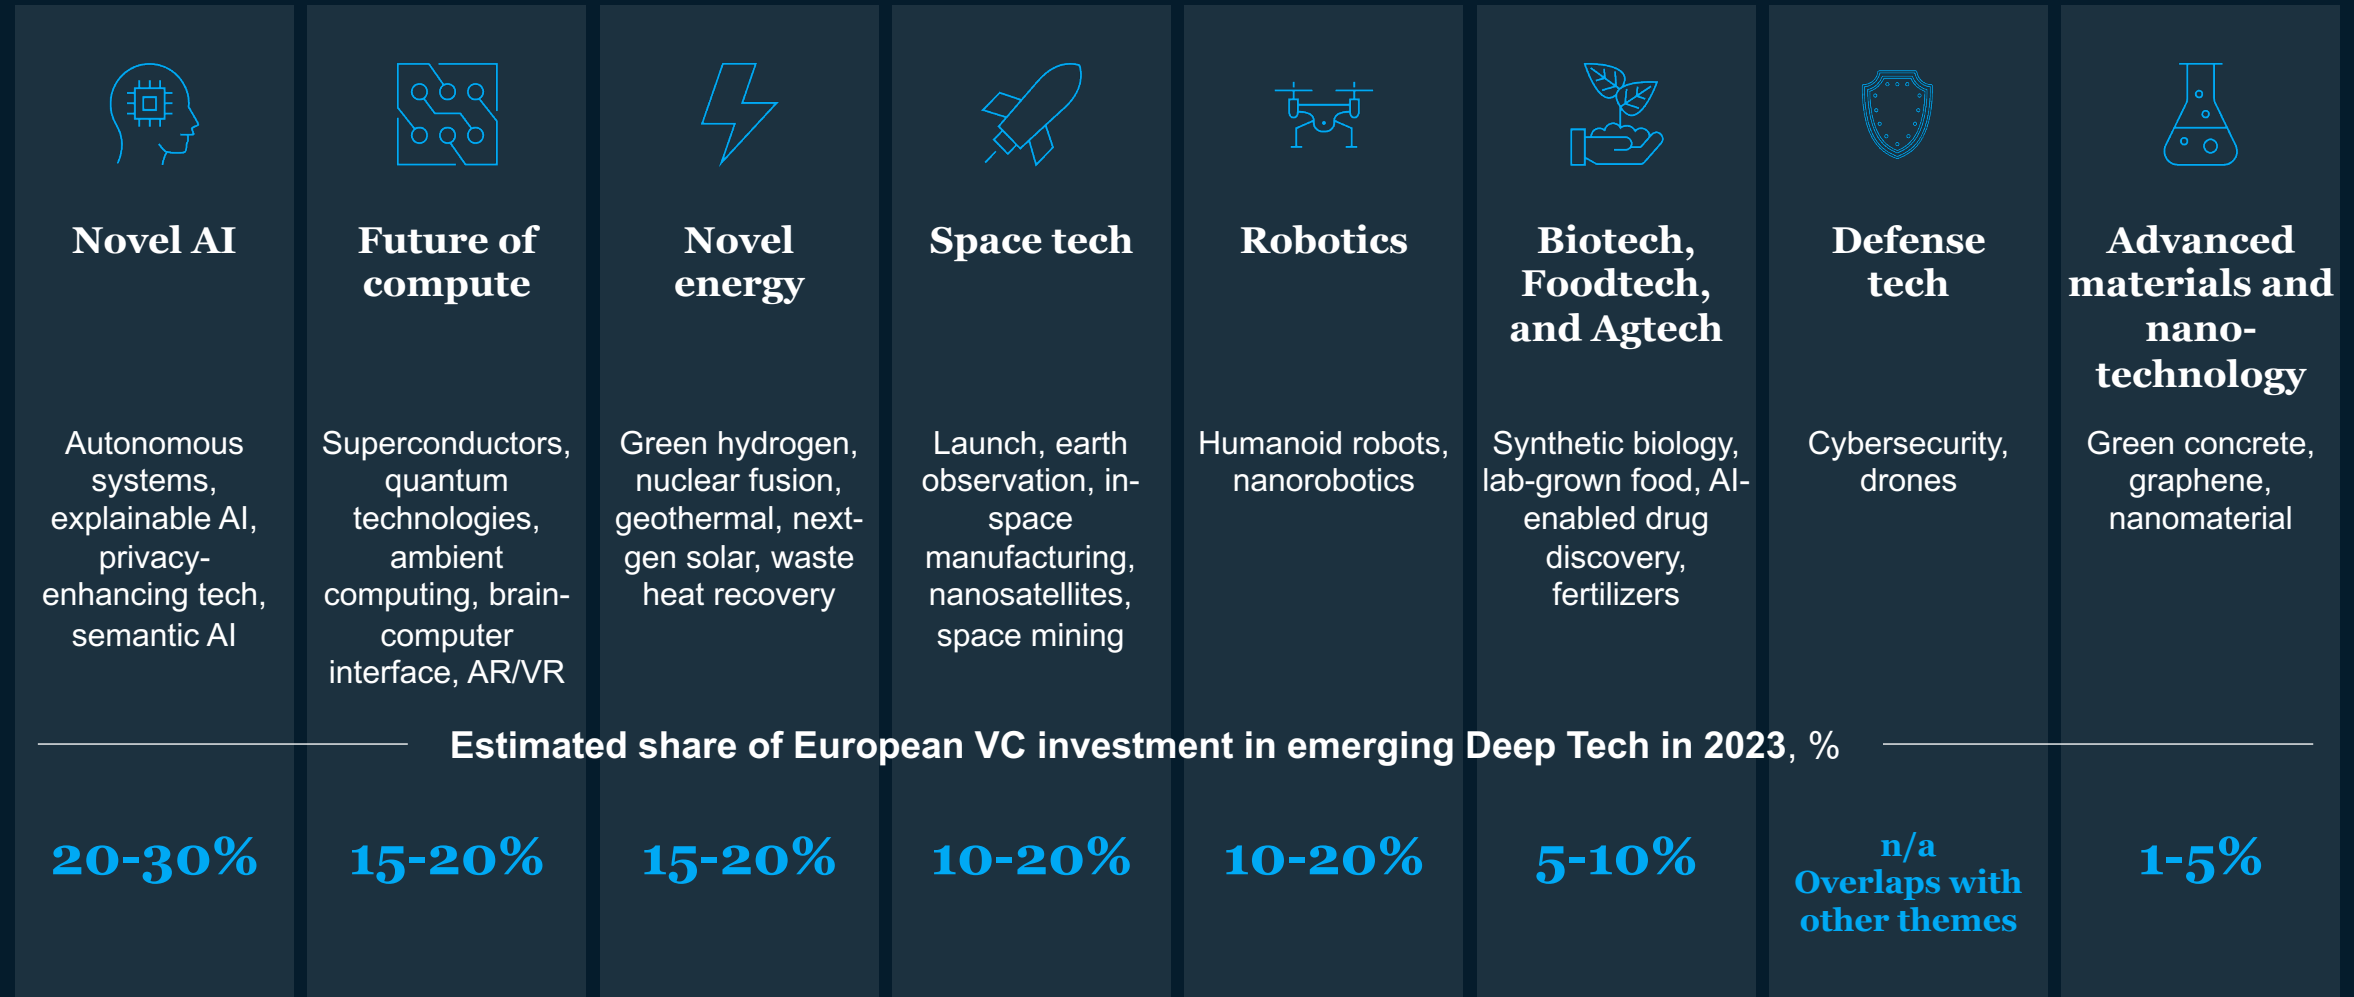 Novel AI
Autonomous
systems,
explainable AI,
privacy-
enhancing tech,
semantic AI
Future of
compute
Superconductors,
quantum
technologies,
ambient
computing, brain-
computer
interface, AR/VR
Novel
energy
Green hydrogen,
nuclear fusion,
geothermal, next-
gen solar, waste
heat recovery
Space tech
Launch, earth
observation, in-
space
manufacturing,
nanosatellites,
space mining
Robotics
Humanoid robots,
nanorobotics
Biotech,
Foodtech,
and Agtech
Synthetic biology,
lab-grown food, AI-
enabled drug
discovery,
fertilizers
Defense
tech
Cybersecurity,
drones
Advanced
materials and
nano-
technology
Green concrete,
graphene,
nanomaterial
Estimated share of European VC investment in emerging Deep Tech in 2023, %
20-30%
15-20%
15-20%
10-20%
10-20%
5-10%
n/a
Overlaps with
other themes
1-5%